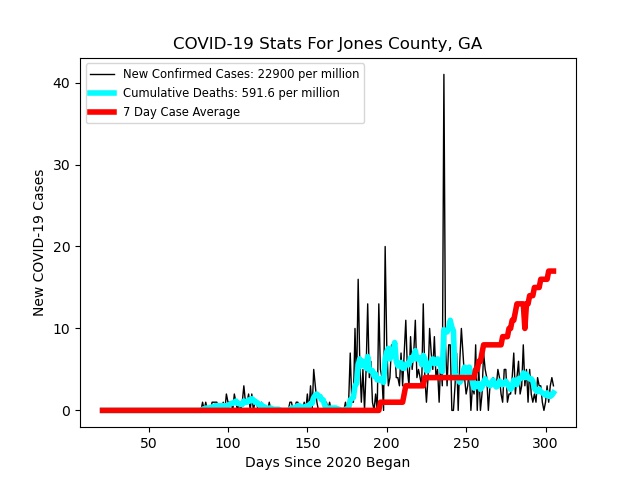 COVID-19 Stats For Jones County, GA
New Confirmed Cases: 22900 per million
Cumulative Deaths: 591.6 per million
7 Day Case Average
New COVID-19 Cases
40
30
20
10
0
50 100 150 200 250 300
Days Since 2020 Began